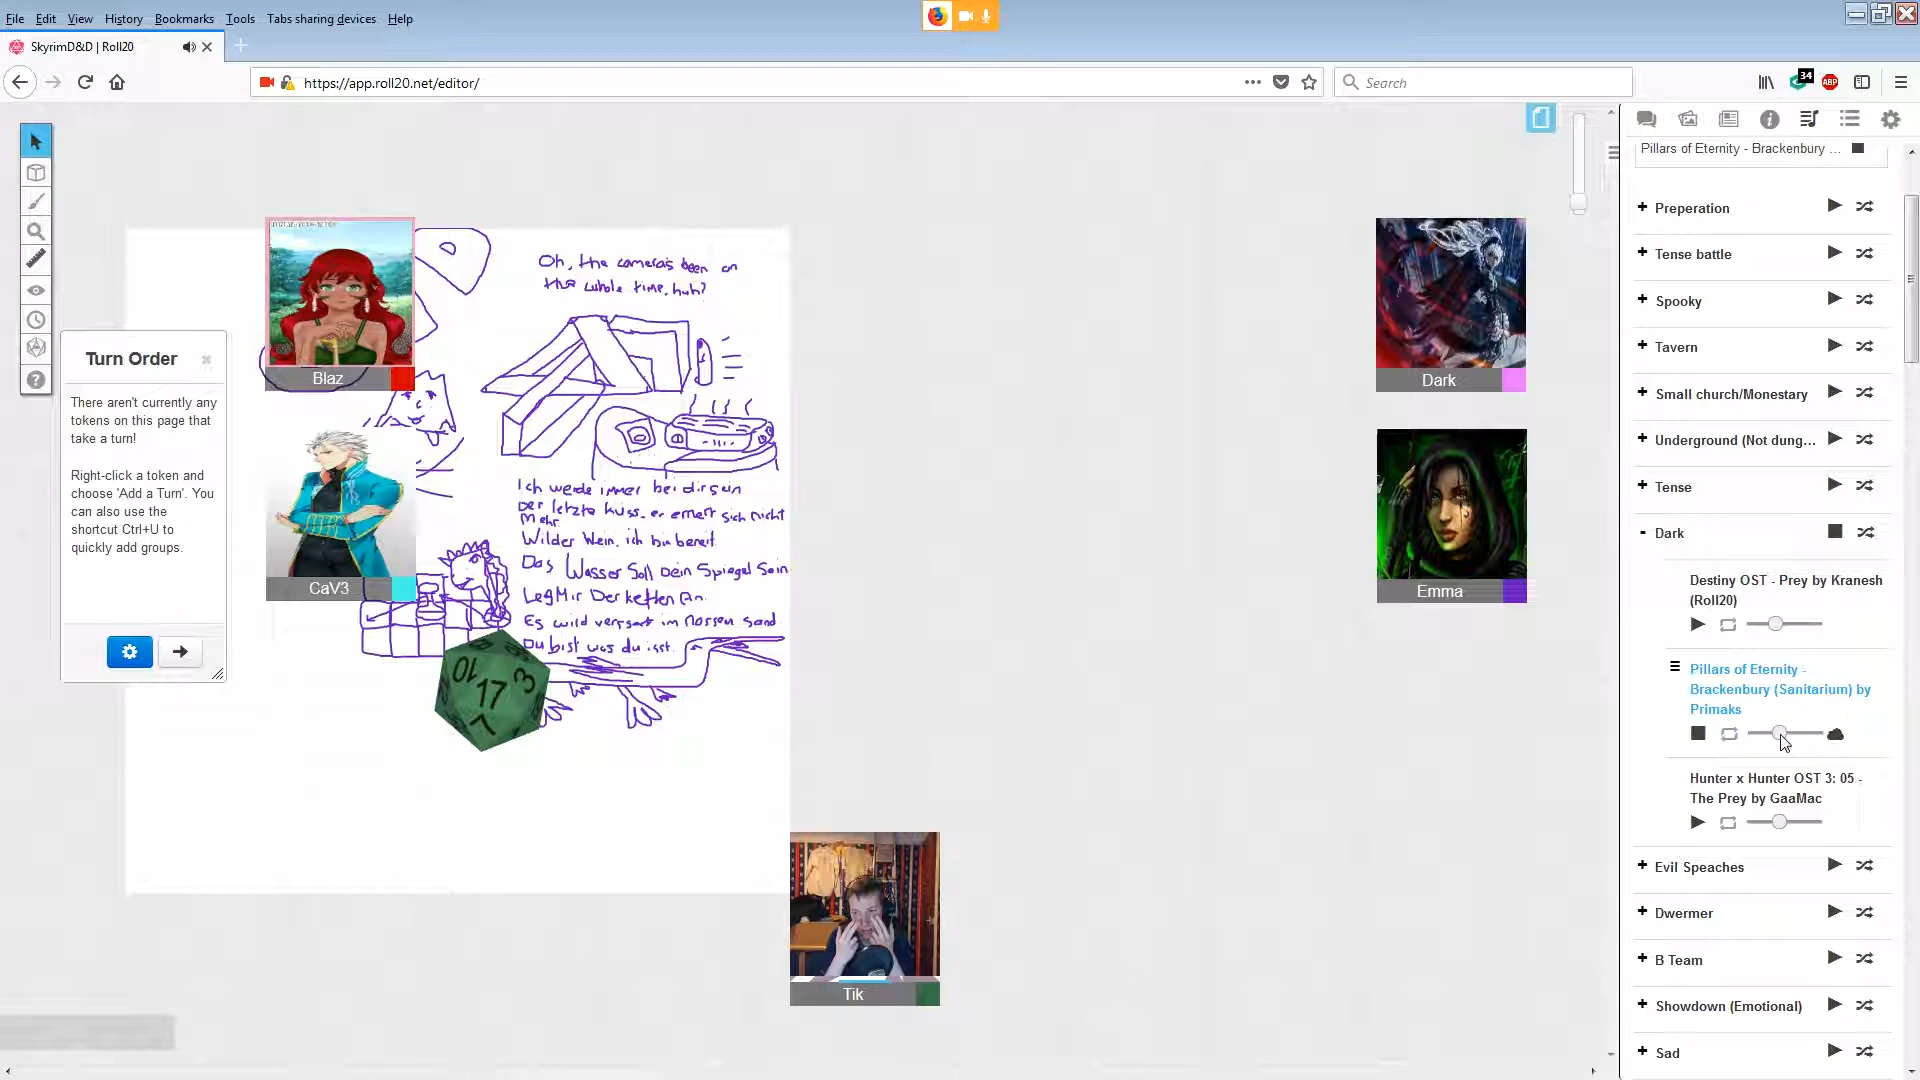 File Edit View History Bookmarks Tools Tabs sharing devices Help
SkyrimD&D | Roll20
https://app.roll20.net/editor/
Search
34
ABP
Pillars of Eternity - Brackenbury ...
Preperation
Tense battle
Spooky
Tavern
Small church/Monestary
Underground (Not dung...
Tense
Dark
Destiny OST - Prey by Kranesh
(Roll20)
Pillars of Eternity -
Brackenbury (Sanitarium) by
Primaks
Hunter x Hunter OST 3: 05 -
The Prey by GaaMac
Evil Speaches
Dwermer
B Team
Showdown (Emotional)
Sad
Turn Order
There aren't currently any
tokens on this page that
take a turn!
Right-click a token and
choose 'Add a Turn'. You
can also use the
shortcut Ctrl+U to
quickly add groups.
Blaz
CaV3
Dark
Emma
Tik
Oh, the camera's been on
the whole time, huh?
Ich werde immer bei dir sein
Der letzte kuss, er
sich nicht
Mehr.
Wilder Wein, ich bin bereit.
Das Wasser Soll Dein Spiegel Sein
Leg Mir Der ketten An.
Es wild
im nassen sand
Du bist was du isst.
10
17
3
7